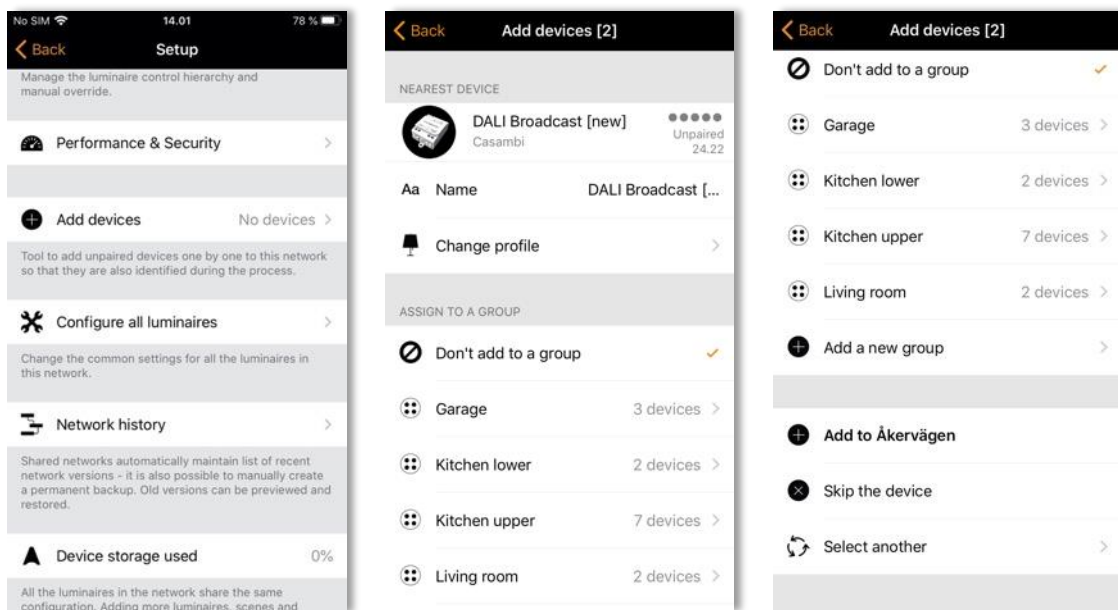 No SIM 14.01 78 %
Back Setup
Manage the luminaire control hierarchy and
manual override.
Performance & Security
Add devices No devices
Tool to add unpaired devices one by one to this network
so that they are also identified during the process.
Configure all luminaires
Change the common settings for all the luminaires in
this network.
Network history
Shared networks automatically maintain list of recent
network versions - it is also possible to manually create
a permanent backup. Old versions can be previewed and
restored.
Device storage used 0%
All the luminaires in the network share the same
configuration. Adding more luminaires, scenes and
Back Add devices [2]
NEAREST DEVICE
DALI Broadcast [new]
Casambi
Unpaired
24.22
Aa Name DALI Broadcast [...
Change profile
ASSIGN TO A GROUP
Don't add to a group
Garage 3 devices
Kitchen lower 2 devices
Kitchen upper 7 devices
Living room 2 devices
Back Add devices [2]
Don't add to a group
Garage 3 devices
Kitchen lower 2 devices
Kitchen upper 7 devices
Living room 2 devices
Add a new group
Add to Åkervägen
Skip the device
Select another